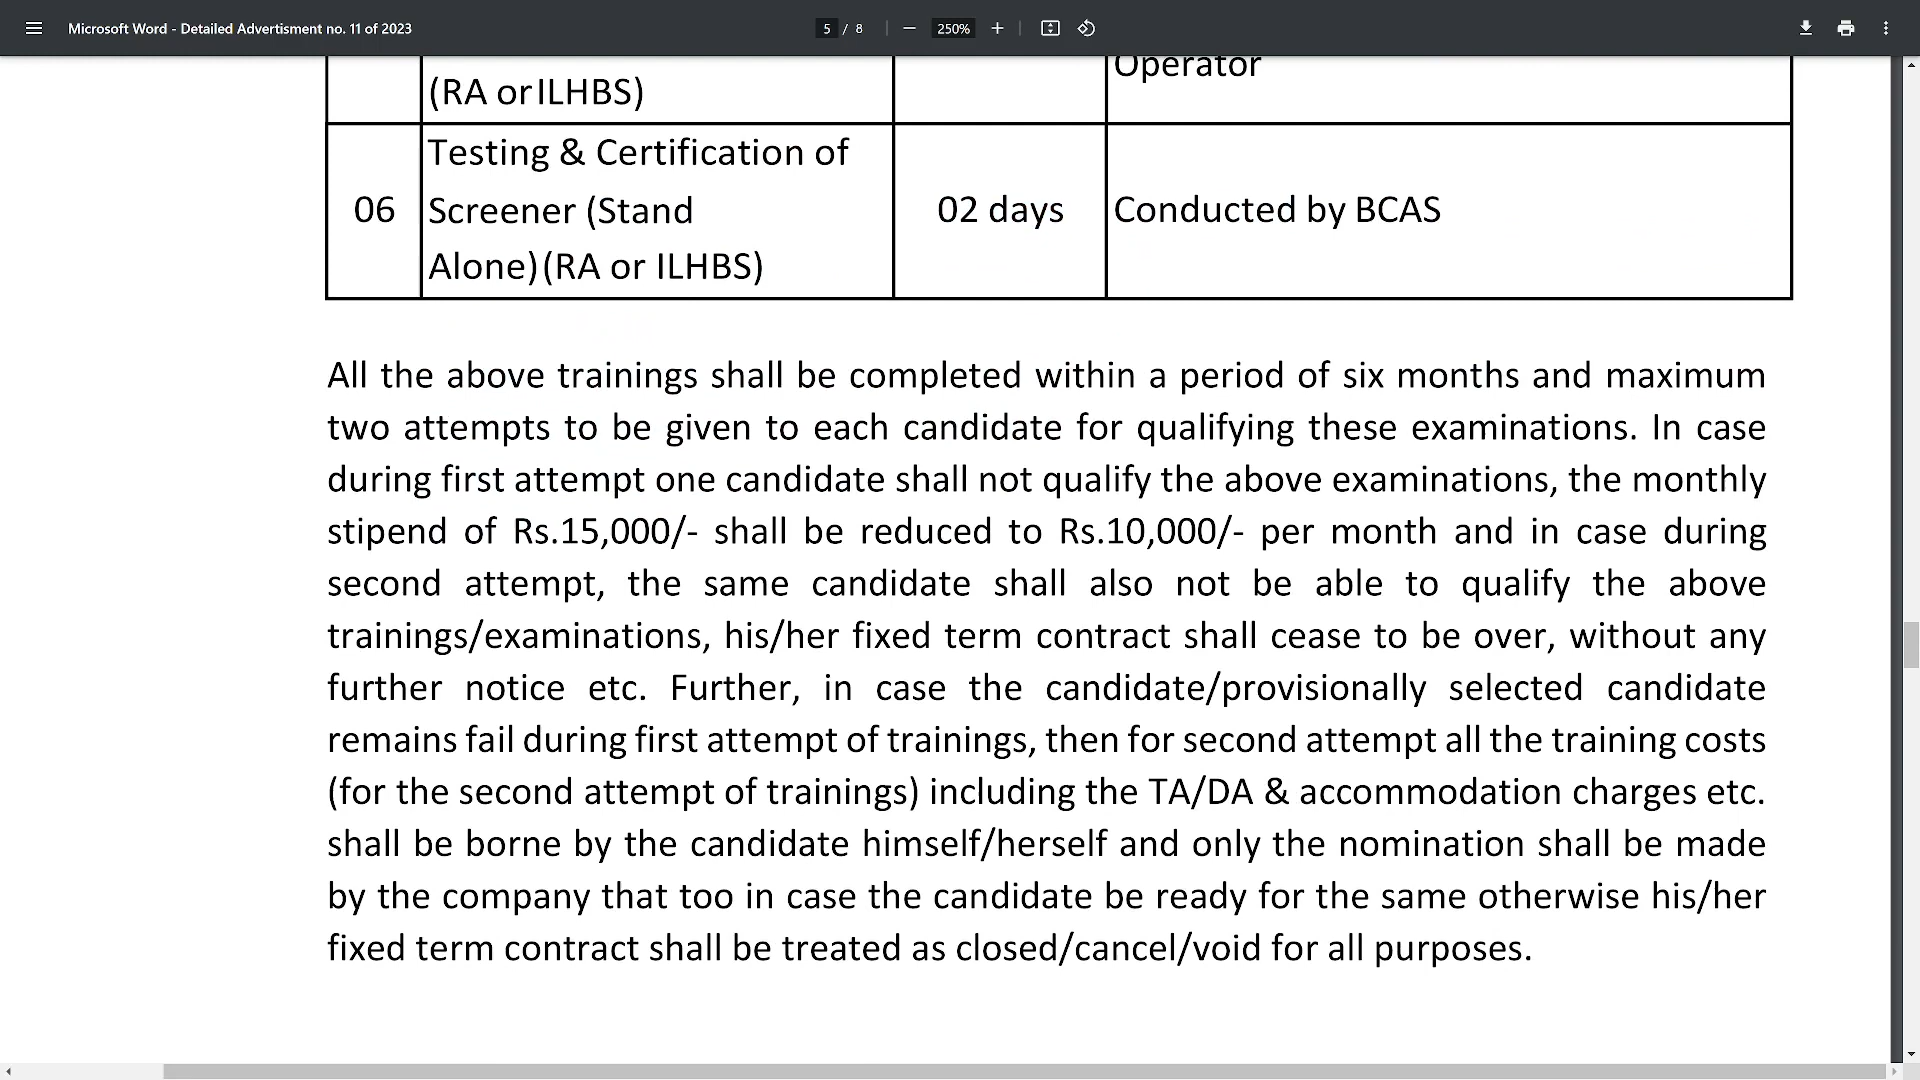 Microsoft Word - Detailed Advertisment no. 11 of 2023
5 / 8
250%
Operator
(RA or ILHBS)
Testing & Certification of
06 Screener (Stand 02 days Conducted by BCAS
Alone) (RA or ILHBS)
All the above trainings shall be completed within a period of six months and maximum
two attempts to be given to each candidate for qualifying these examinations. In case
during first attempt one candidate shall not qualify the above examinations, the monthly
stipend of Rs.15,000/- shall be reduced to Rs.10,000/- per month and in case during
second attempt, the same candidate shall also not be able to qualify the above
trainings/examinations, his/her fixed term contract shall cease to be over, without any
further notice etc. Further, in case the candidate/provisionally selected candidate
remains fail during first attempt of trainings, then for second attempt all the training costs
(for the second attempt of trainings) including the TA/DA & accommodation charges etc.
shall be borne by the candidate himself/herself and only the nomination shall be made
by the company that too in case the candidate be ready for the same otherwise his/her
fixed term contract shall be treated as closed/cancel/void for all purposes.